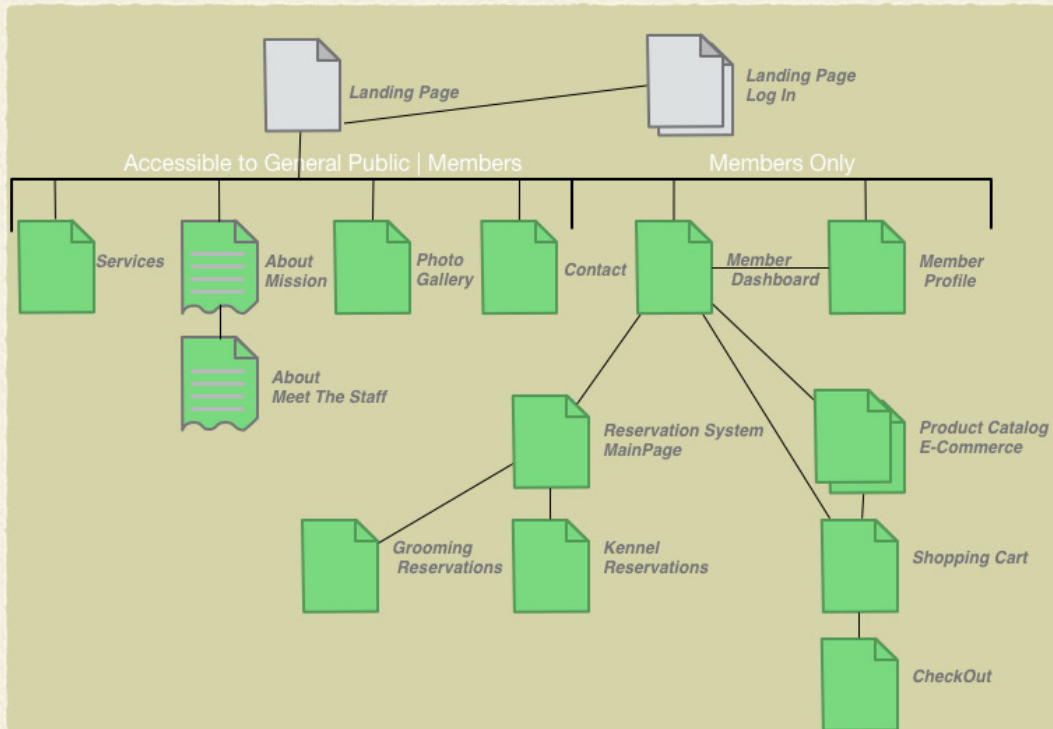 Landing Page
Landing Page
Log In
Accessible to General Public | Members
Members Only
Services
About
Mission
Photo
Gallery
Contact
Member
Dashboard
Member
Profile
About
Meet The Staff
Reservation System
MainPage
Product Catalog
E-Commerce
Grooming
Reservations
Kennel
Reservations
Shopping Cart
CheckOut